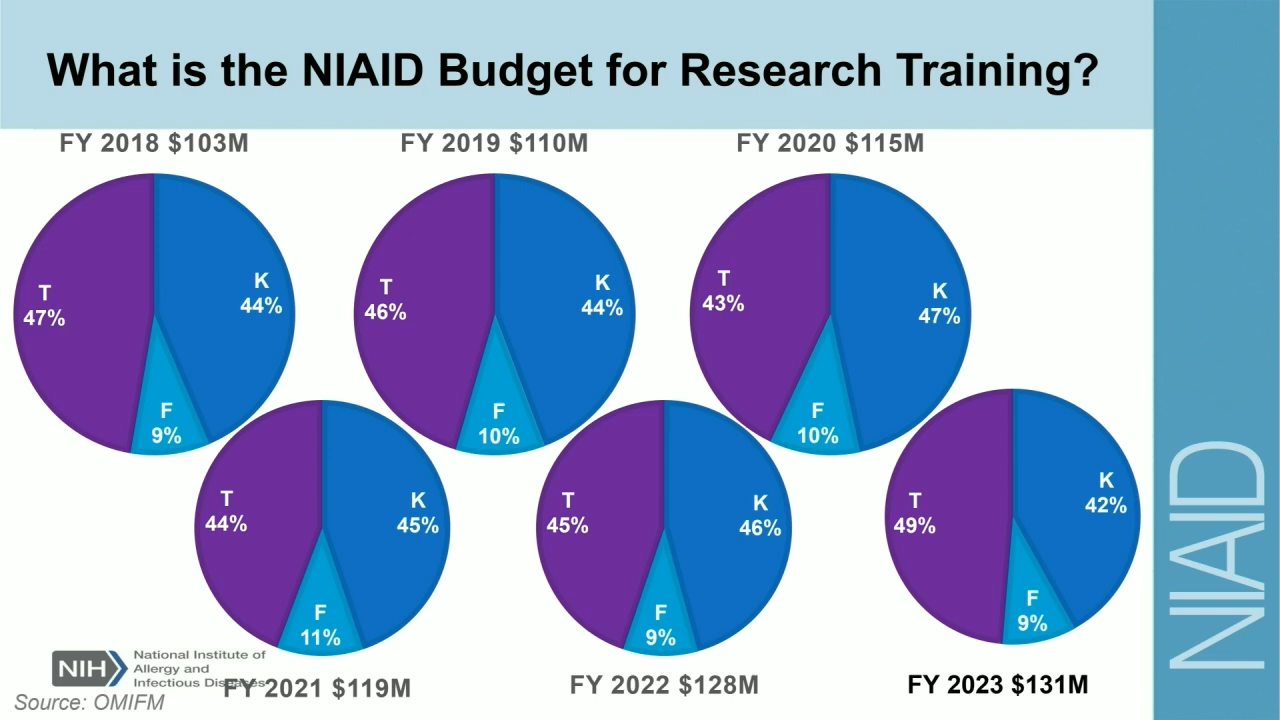 What is the NIAID Budget for Research Training?
FY 2018 $103M
FY 2019 $110M
FY 2020 $115M
T
47%
K
44%
F
9%
T
46%
K
44%
F
10%
T
43%
K
47%
F
10%
T
44%
K
45%
F
11%
T
45%
K
46%
F
9%
T
49%
K
42%
F
9%
FY 2021 $119M
FY 2022 $128M
FY 2023 $131M
NIH
National Institute of
Allergy and
Infectious Diseases
Source: OMIFM
NIAID